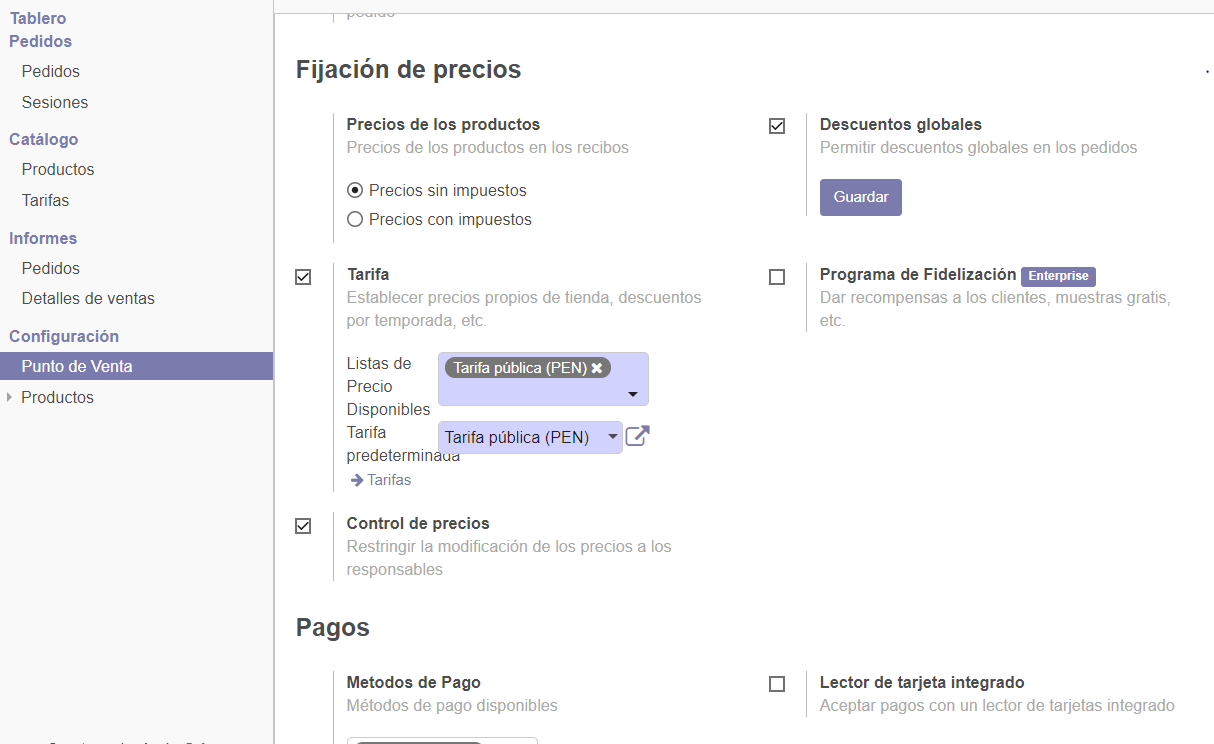 Tablero
Pedidos
Pedidos
Sesiones
Catálogo
Productos
Tarifas
Informes
Pedidos
Detalles de ventas
Configuración
Punto de Venta
Productos
pedido
Fijación de precios
Precios de los productos
Precios de los productos en los recibos
Precios sin impuestos
Precios con impuestos
Descuentos globales
Permitir descuentos globales en los pedidos
Guardar
Tarifa
Establecer precios propios de tienda, descuentos
por temporada, etc.
Listas de
Precio
Disponibles
Tarifa pública (PEN)
Tarifa
predeterminada
Tarifa pública (PEN)
Tarifas
Programa de Fidelización Enterprise
Dar recompensas a los clientes, muestras gratis,
etc.
Control de precios
Restringir la modificación de los precios a los
responsables
Pagos
Metodos de Pago
Métodos de pago disponibles
Lector de tarjeta integrado
Aceptar pagos con un lector de tarjetas integrado